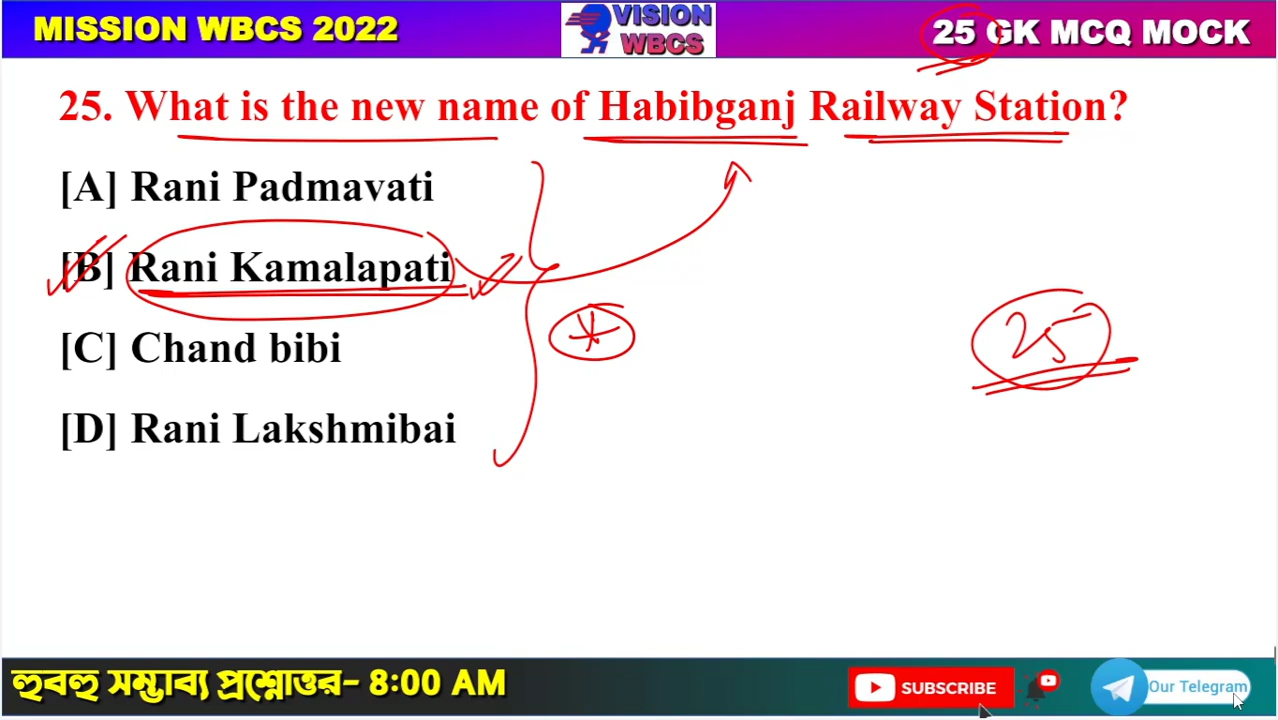 MISSION WBCS 2022
VISION
WBCS
25 GK MCQ MOCK
25. What is the new name of Habibganj Railway Station?
[A] Rani Padmavati
[B] Rani Kamalapati
[C] Chand bibi
[D] Rani Lakshmibai
25
হুবহু সম্ভাব্য প্রশ্নোত্তর- 8:00 AM
SUBSCRIBE
Our Telegram